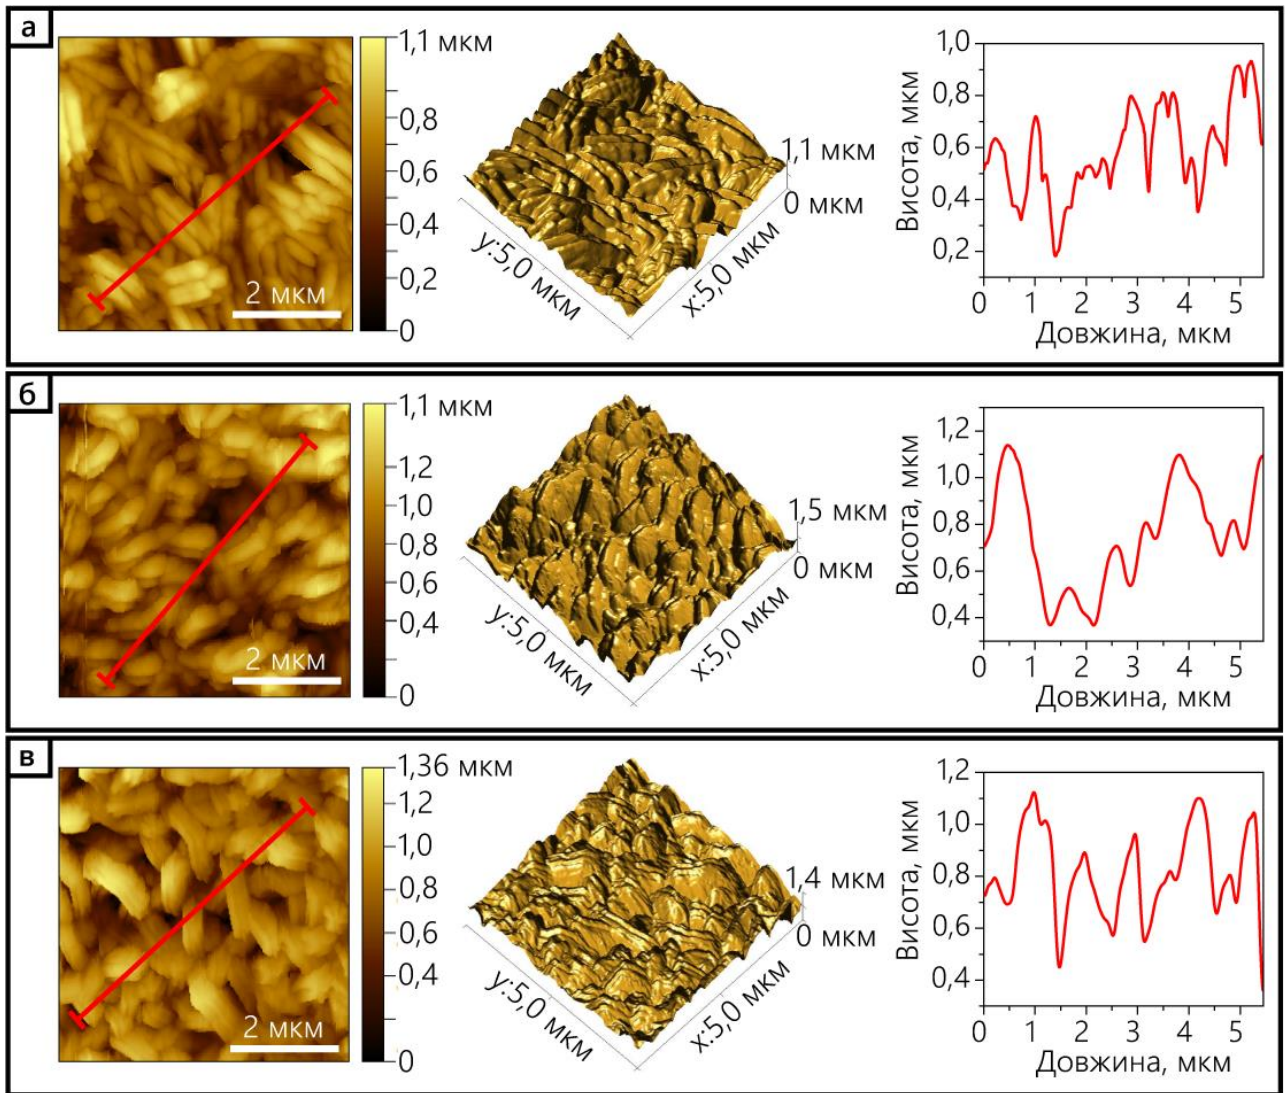 а
1,1 мкм
0,8
0,6
0,4
0,2
0
2 мкм
1,1 мкм
0 мкм
y:5,0 мкм
x:5,0 мкм
1,0
0,8
0,6
0,4
0,2
Висота, мкм
0 1 2 3 4 5
Довжина, мкм
б
1,1 мкм
1,2
1,0
0,8
0,6
0,4
0
2 мкм
1,5 мкм
0 мкм
y:5,0 мкм
x:5,0 мкм
1,2
1,0
0,8
0,6
0,4
Висота, мкм
0 1 2 3 4 5
Довжина, мкм
в
1,36 мкм
1,2
1,0
0,8
0,6
0,4
0
2 мкм
1,4 мкм
0 мкм
y:5,0 мкм
x:5,0 мкм
1,2
1,0
0,8
0,6
0,4
Висота, мкм
0 1 2 3 4 5
Довжина, мкм